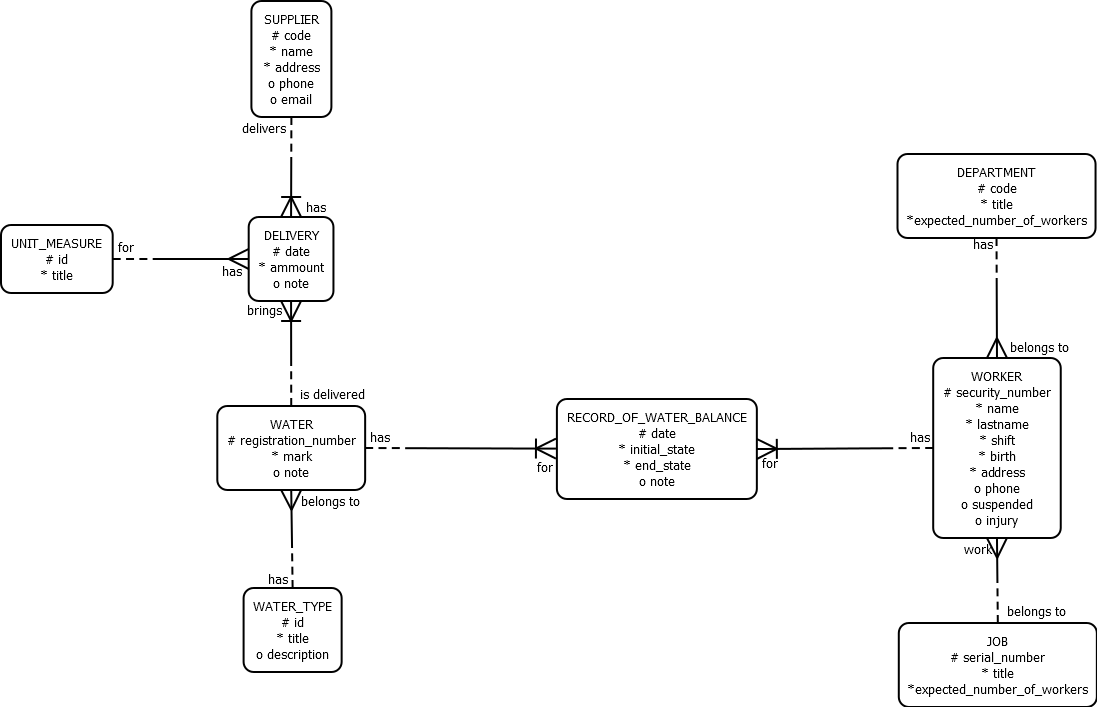 SUPPLIER
# code
* name
* address
o phone
o email
delivers
has
UNIT_MEASURE
# id
* title
for
has
DELIVERY
# date
* ammount
o note
brings
is delivered
WATER
# registration_number
* mark
o note
has
belongs to
has
WATER_TYPE
# id
* title
o description
RECORD_OF_WATER_BALANCE
# date
* initial_state
* end_state
o note
for
for
DEPARTMENT
# code
* title
*expected_number_of_workers
has
belongs to
WORKER
# security_number
* name
* lastname
* shift
* birth
* address
o phone
o suspended
o injury
has
work
belongs to
JOB
# serial_number
* title
*expected_number_of_workers